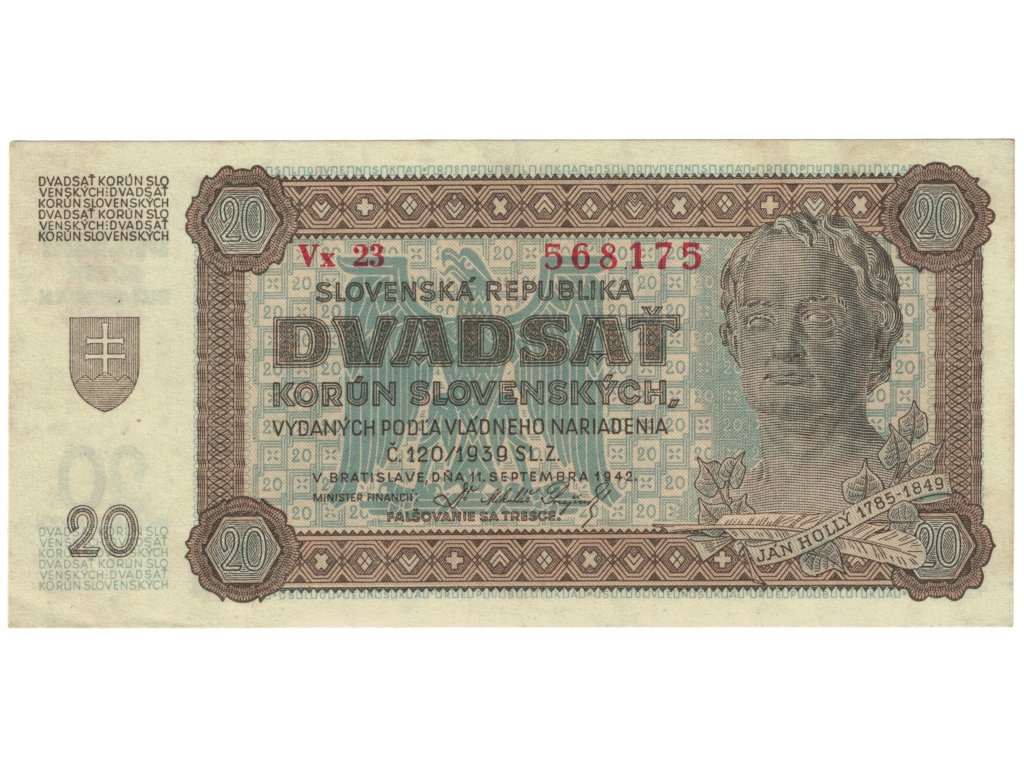 DVADSAŤ KORÚN SLO
VENSKÝCH:DVADSAŤ
KORÚN SLOVENSKÝCH
DVADSAŤ KORÚN SLO
VENSKÝCH:DVADSAŤ
KORÚN SLOVENSKÝCH
20
20
Vx 23
568175
SLOVENSKÁ REPUBLIKA
DVADSAŤ
KORÚN SLOVENSKÝCH,
VYDANÝCH PODĽA VLÁDNEHO NARIADENIA
Č. 120/1939 SL. Z.
V BRATISLAVE, DŇA 11. SEPTEMBRA 1942.
MINISTER FINANCIÍ:
FALŠOVANIE SA TRESCE.
JÁN HOLLÝ 1785-1849
20
DVADSAŤ KORÚN SLO
VENSKÝCH:DVADSAŤ
KORÚN SLOVENSKÝCH
DVADSAŤ KORÚN SLO
VENSKÝCH:DVADSAŤ
KORÚN SLOVENSKÝCH
20
20